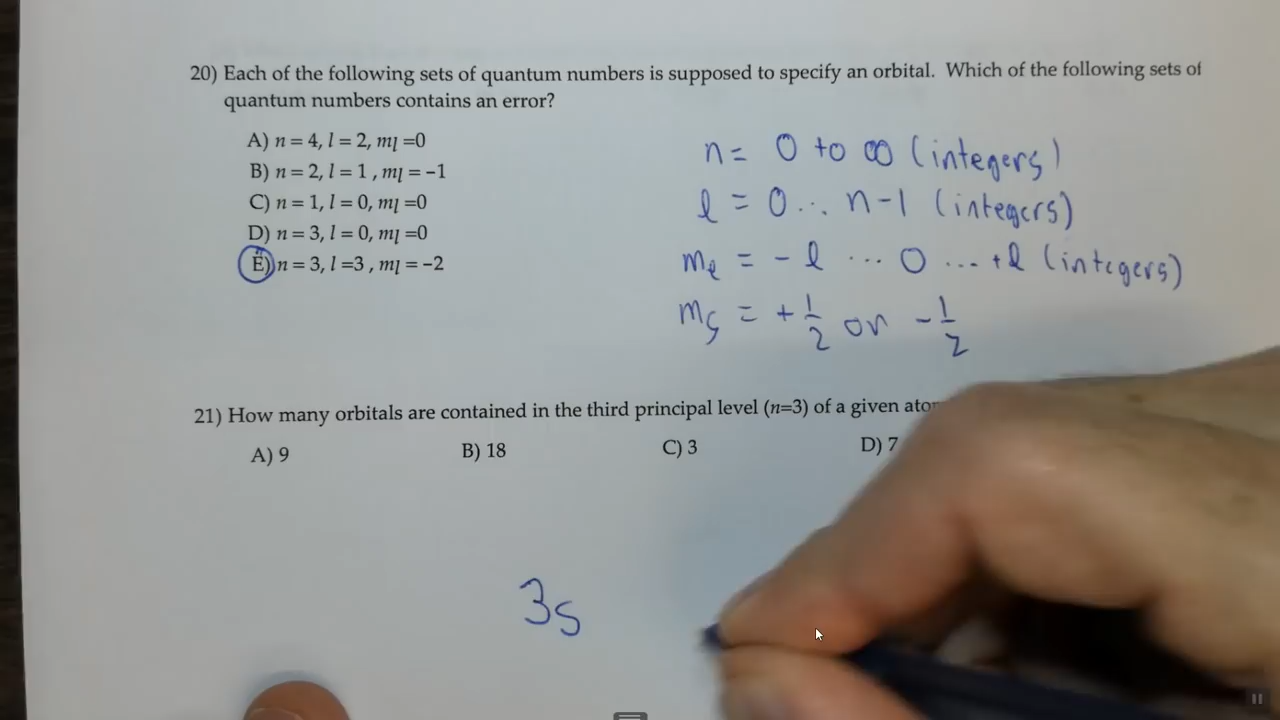 20) Each of the following sets of quantum numbers is supposed to specify an orbital. Which of the following sets of
quantum numbers contains an error?
A) n = 4, l = 2, ml =0
B) n = 2, l = 1 , ml = -1
C) n = 1, l = 0, ml =0
D) n = 3, l = 0, ml =0
E) n = 3, l =3 , ml = -2
n = 0 to ∞ (integers)
l = 0 ... n-1 (integers)
ml = - l ... 0 ... + l (integers)
ms = + 1/2 or - 1/2
21) How many orbitals are contained in the third principal level (n=3) of a given
A) 9 B) 18 C) 3 D) 7
3s